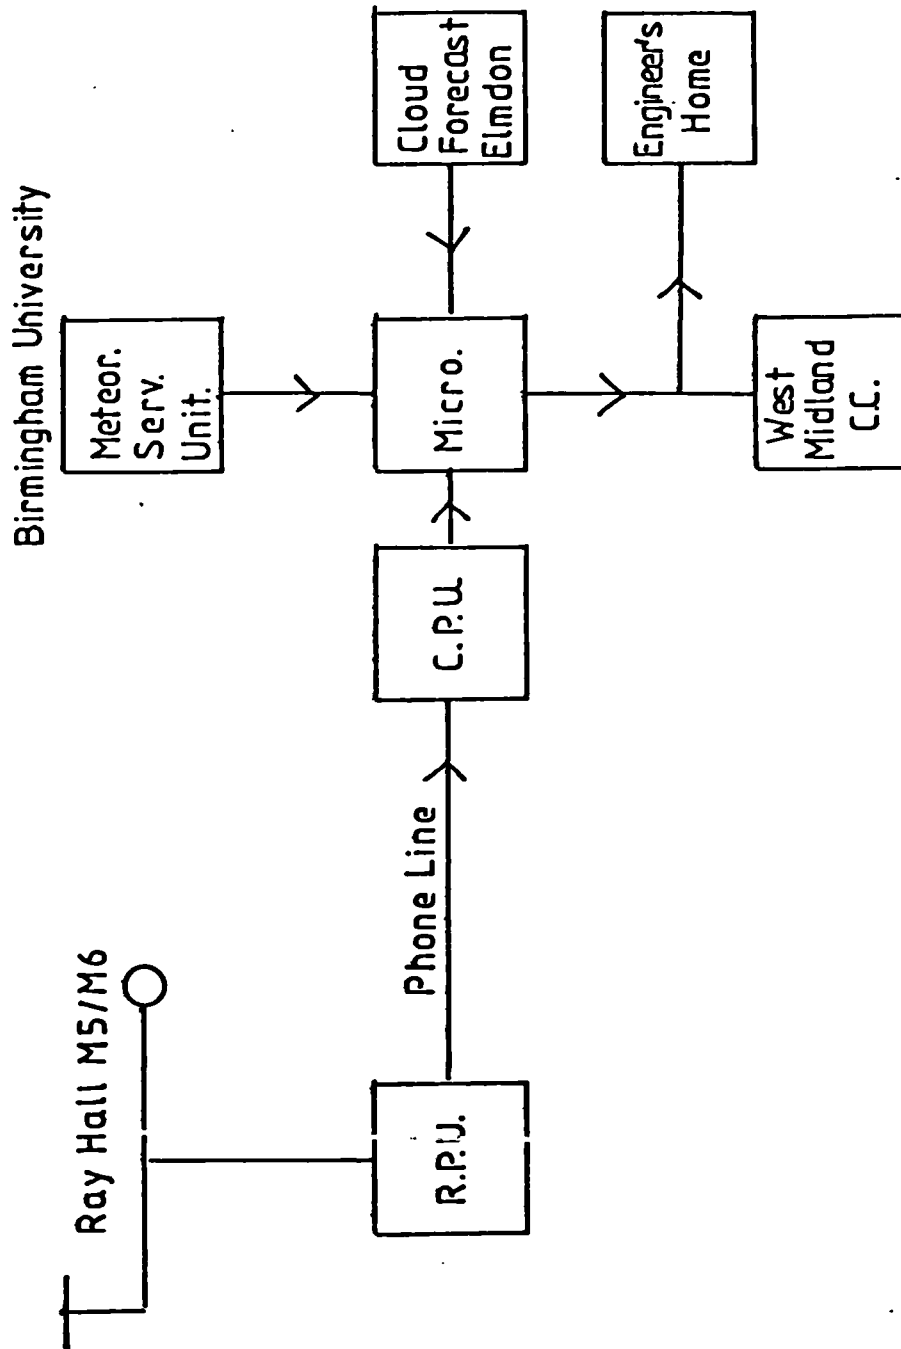 Birmingham University
Meteor.
Serv.
Unit.
Ray Hall M5/M6
Cloud
Forecast
Elmdon
Micro.
C.P.U
Phone Line
R.P.U.
Engineer's
Home
West
Midland
C.C.